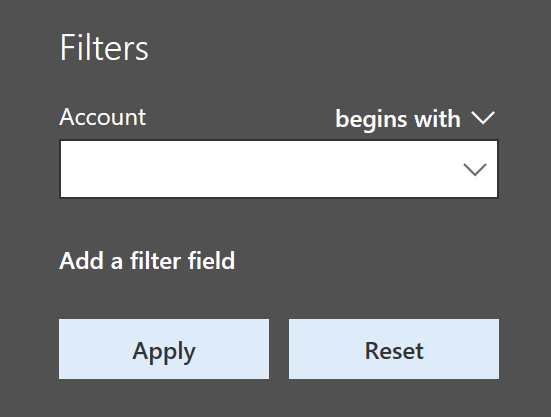 Filters
Account begins with
Add a filter field
Apply Reset